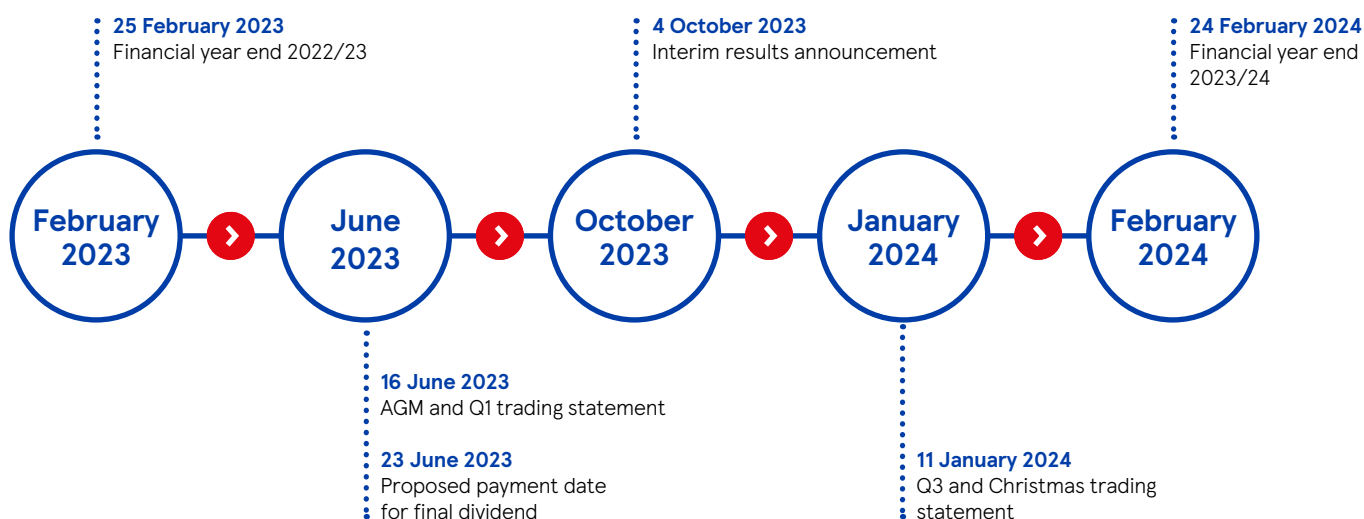 25 February 2023
Financial year end 2022/23
4 October 2023
Interim results announcement
24 February 2024
Financial year end
2023/24
February
2023
June
2023
October
2023
January
2024
February
2024
16 June 2023
AGM and Q1 trading statement
23 June 2023
Proposed payment date
for final dividend
11 January 2024
Q3 and Christmas trading
statement